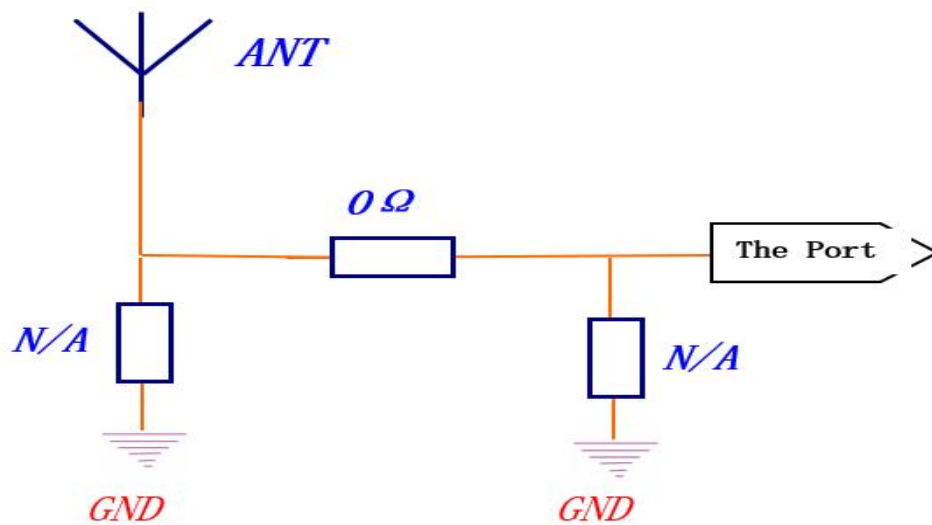 ANT
0Ω
The Port
N/A
N/A
GND
GND